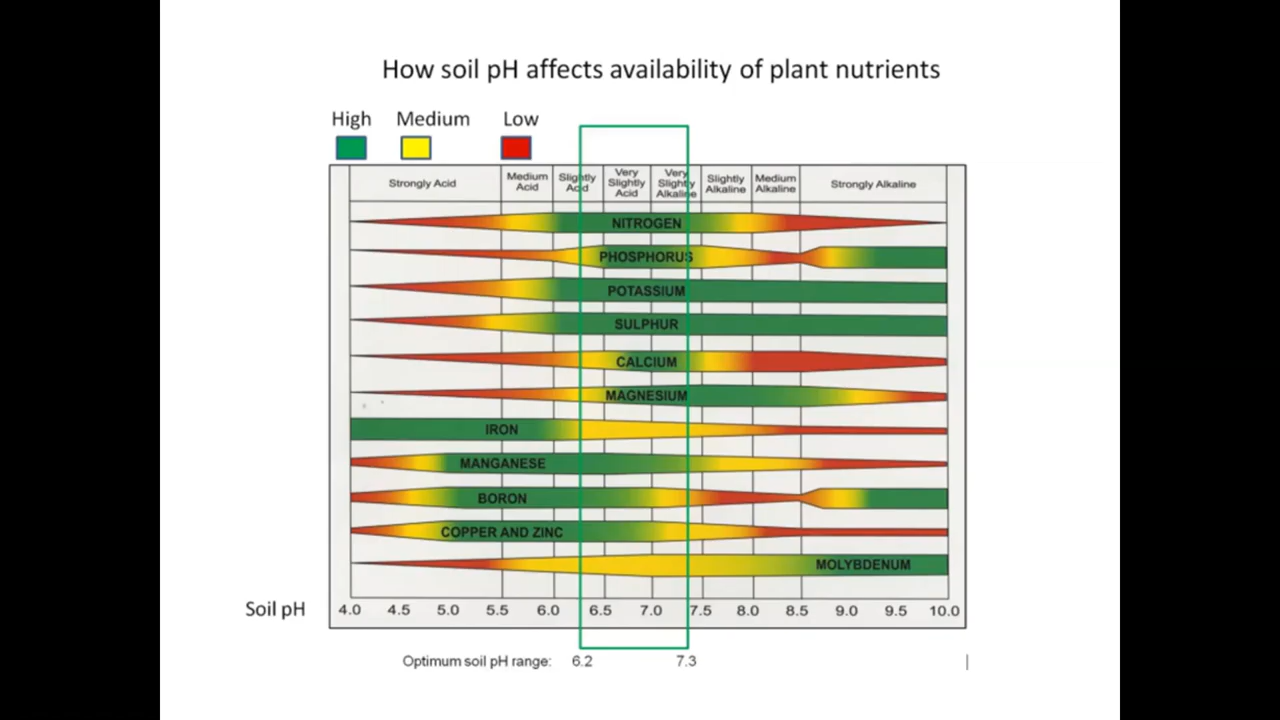 How soil pH affects availability of plant nutrients
High Medium Low
Strongly Acid
Medium Acid
Slightly Acid
Very Slightly Acid
Very Slightly Alkaline
Slightly Alkaline
Medium Alkaline
Strongly Alkaline
NITROGEN
PHOSPHORUS
POTASSIUM
SULPHUR
CALCIUM
MAGNESIUM
IRON
MANGANESE
BORON
COPPER AND ZINC
MOLYBDENUM
Soil pH 4.0 4.5 5.0 5.5 6.0 6.5 7.0 7.5 8.0 8.5 9.0 9.5 10.0
Optimum soil pH range: 6.2 7.3